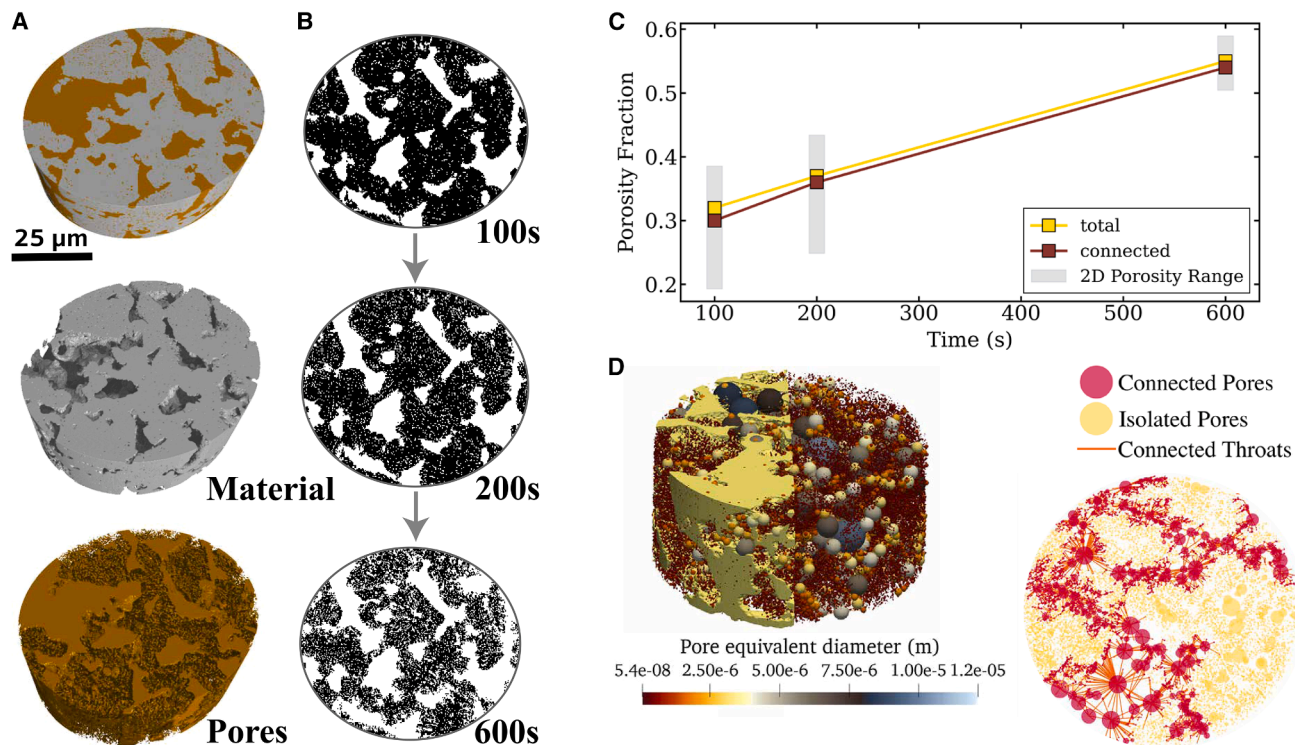 A
25 µm
Material
Pores
B
100s
200s
600s
C
Porosity Fraction
0.6
0.5
0.4
0.3
0.2
total
connected
2D Porosity Range
100 200 300 400 500 600
Time (s)
D
Connected Pores
Isolated Pores
Connected Throats
Pore equivalent diameter (m)
5.4e-08 2.50e-6 5.00e-6 7.50e-6 1.00e-5 1.2e-05